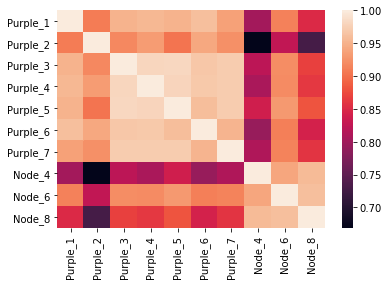 Purple_1
Purple_2
Purple_3
Purple_4
Purple_5
Purple_6
Purple_7
Node_4
Node_6
Node_8
Purple_1
Purple_2
Purple_3
Purple_4
Purple_5
Purple_6
Purple_7
Node_4
Node_6
Node_8
1.00
0.95
0.90
0.85
0.80
0.75
0.70